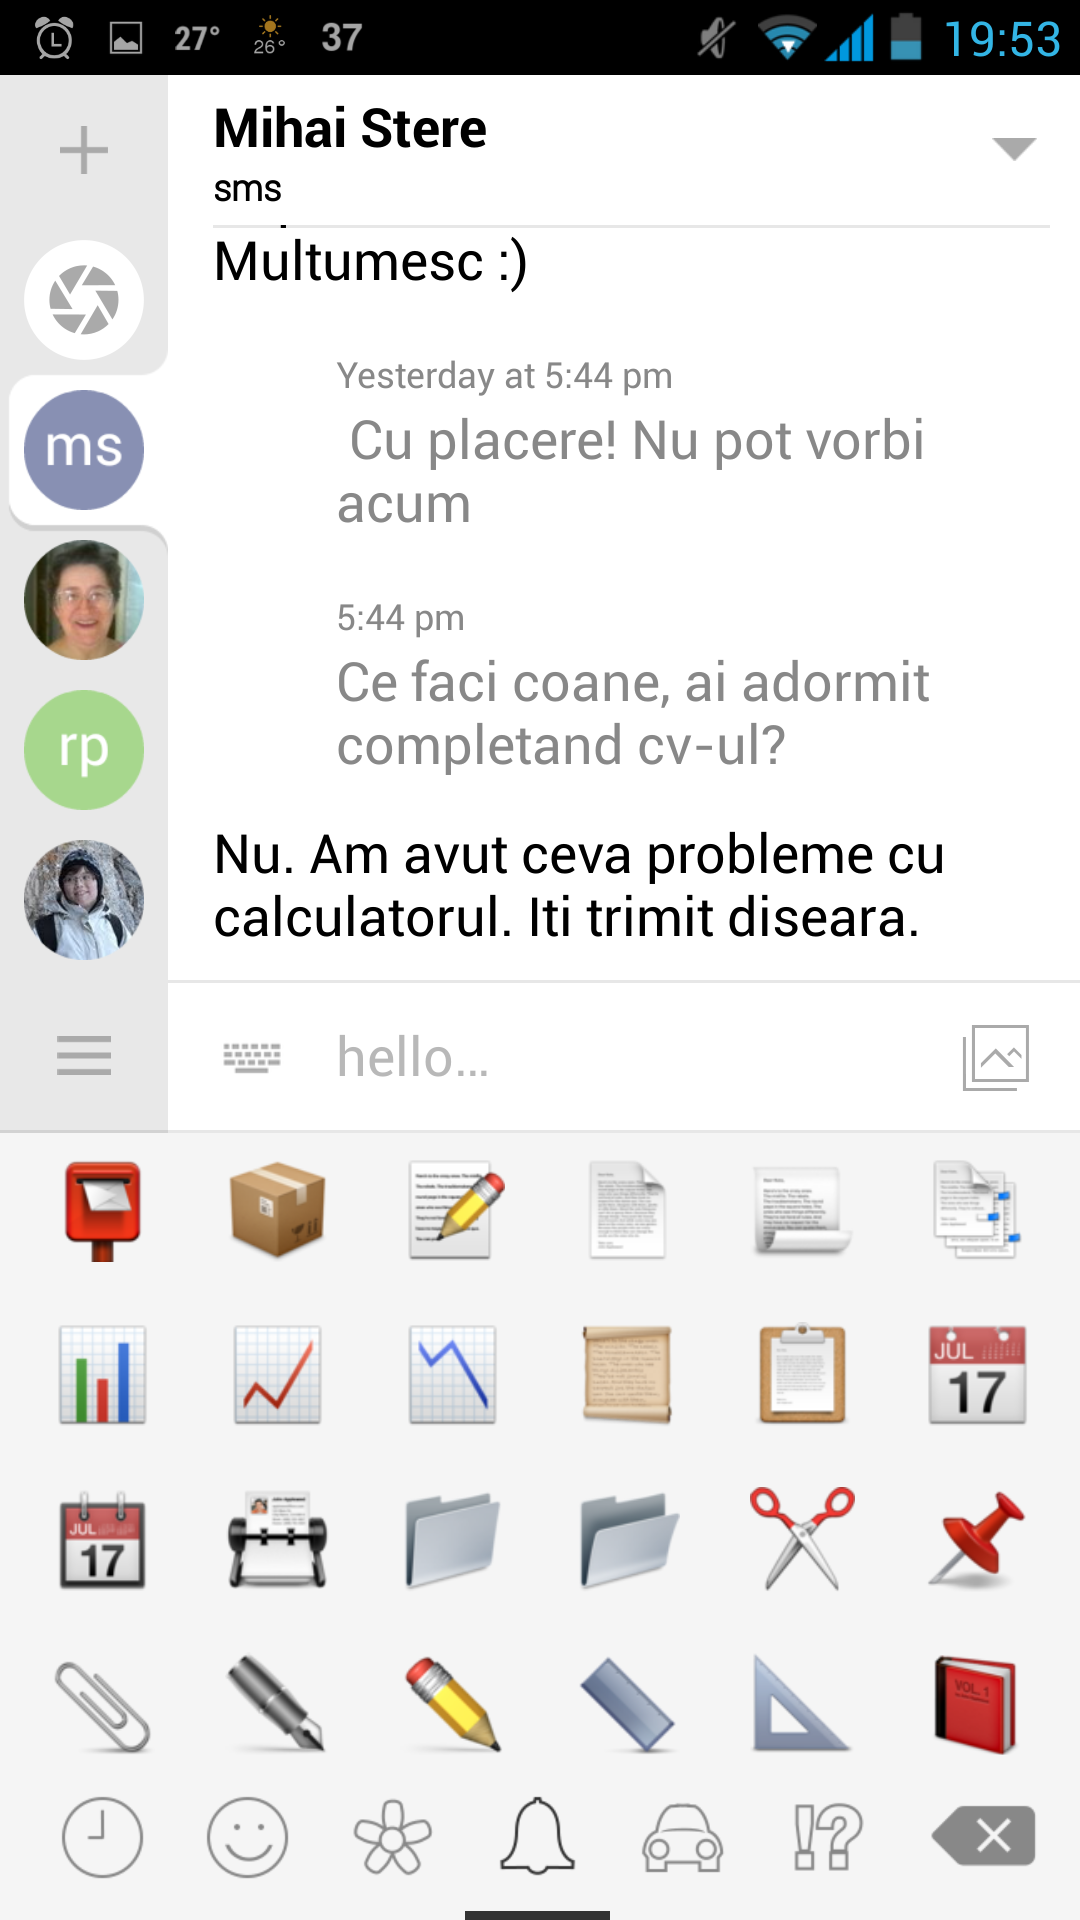 27° 26° 37 19:53
Mihai Stere
sms
Multumesc :)
Yesterday at 5:44 pm
Cu placere! Nu pot vorbi
acum
ms
5:44 pm
Ce faci coane, ai adormit
completand cv-ul?
rp
Nu. Am avut ceva probleme cu
calculatorul. Iti trimit diseara.
hello...
JUL
17
JUL
17
VOL. 1
!?